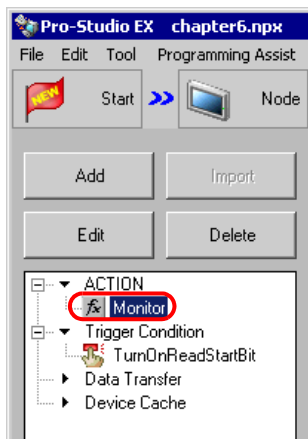 Pro-Studio EX chapter6.npx
File Edit Tool Programming Assist
NEW Start Node
Add Import
Edit Delete
ACTION
fx Monitor
Trigger Condition
TurnOnReadStartBit
Data Transfer
Device Cache